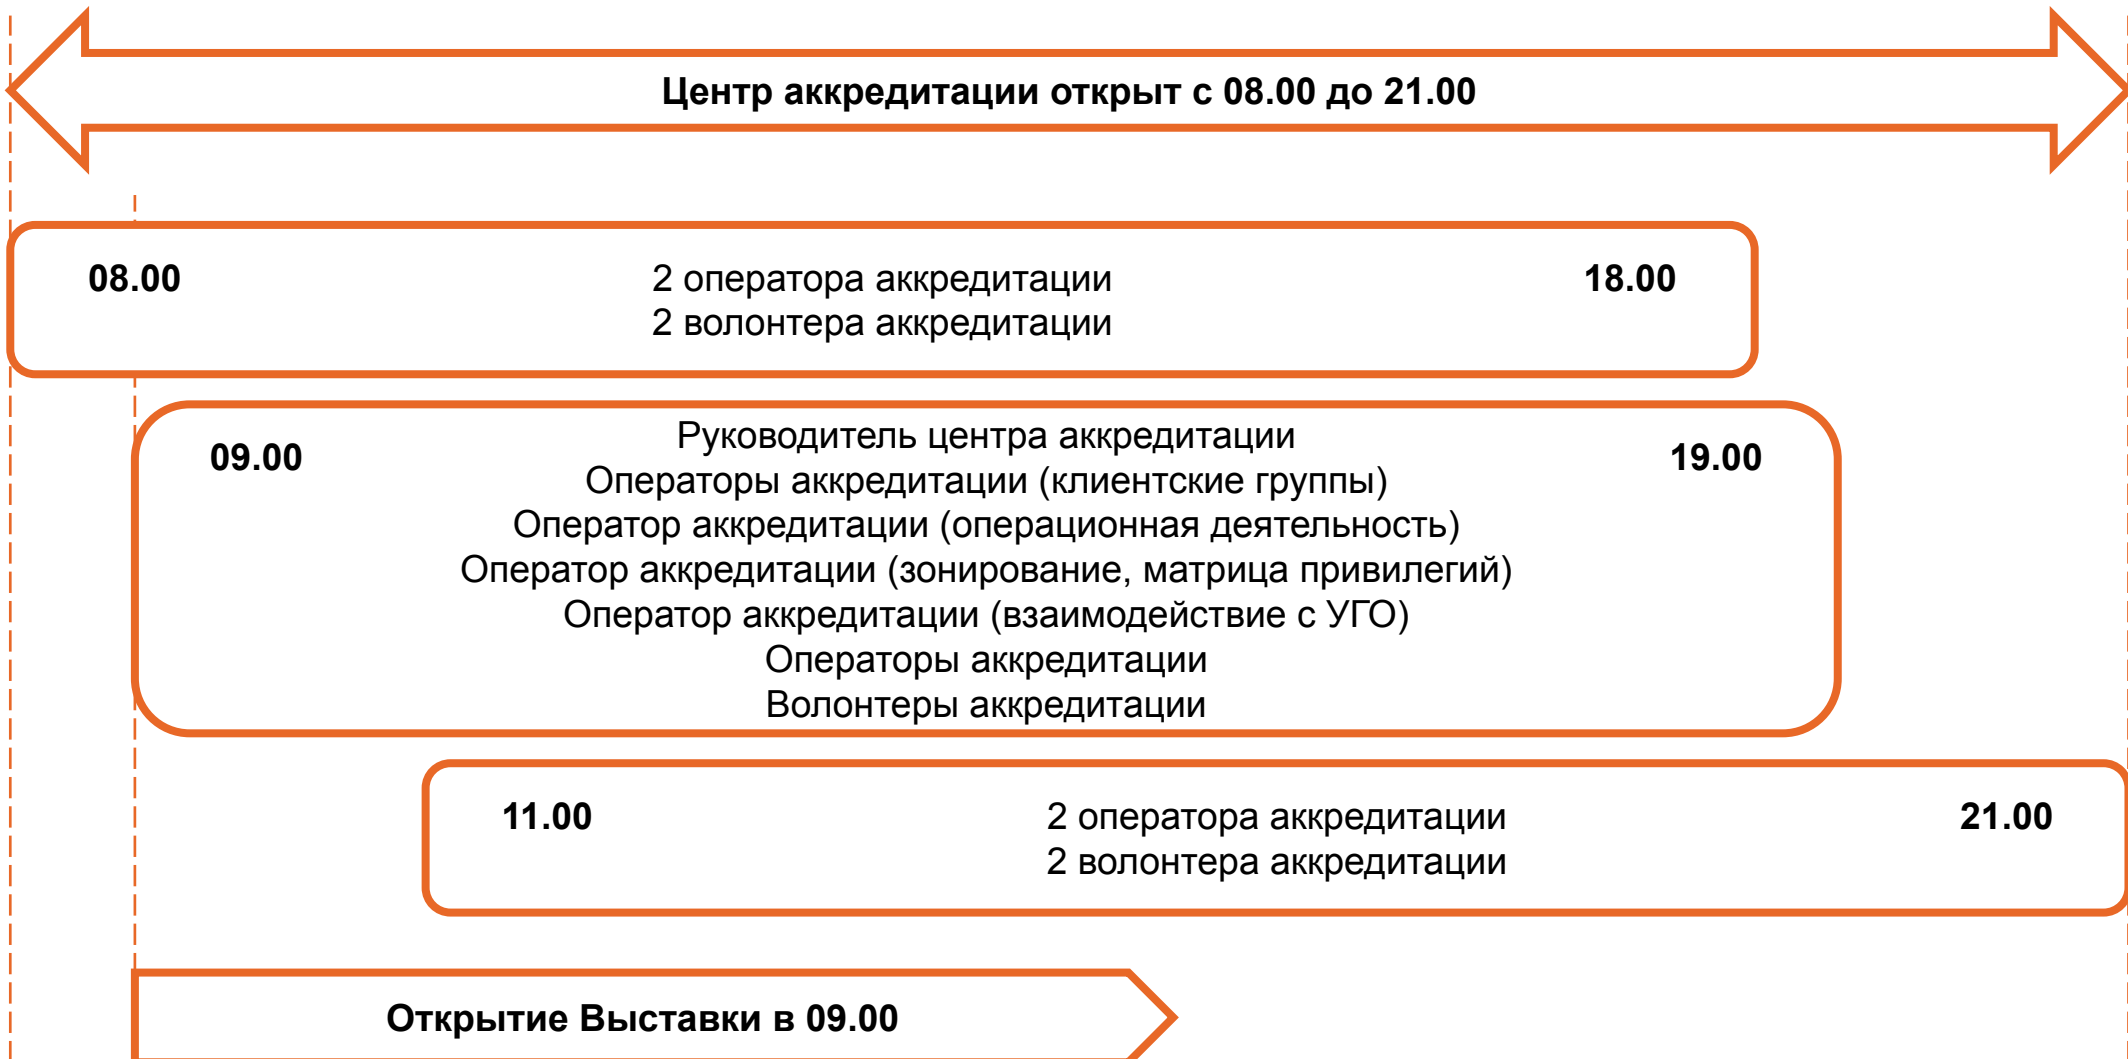 Центр аккредитации открыт с 08.00 до 21.00
08.00 2 оператора аккредитации 18.00
2 волонтера аккредитации
Руководитель центра аккредитации
09.00 19.00
Операторы аккредитации (клиентские группы)
Оператор аккредитации (операционная деятельность)
Оператор аккредитации (зонирование, матрица привилегий)
Оператор аккредитации (взаимодействие с УГО)
Операторы аккредитации
Волонтеры аккредитации
11.00 2 оператора аккредитации 21.00
2 волонтера аккредитации
Открытие Выставки в 09.00